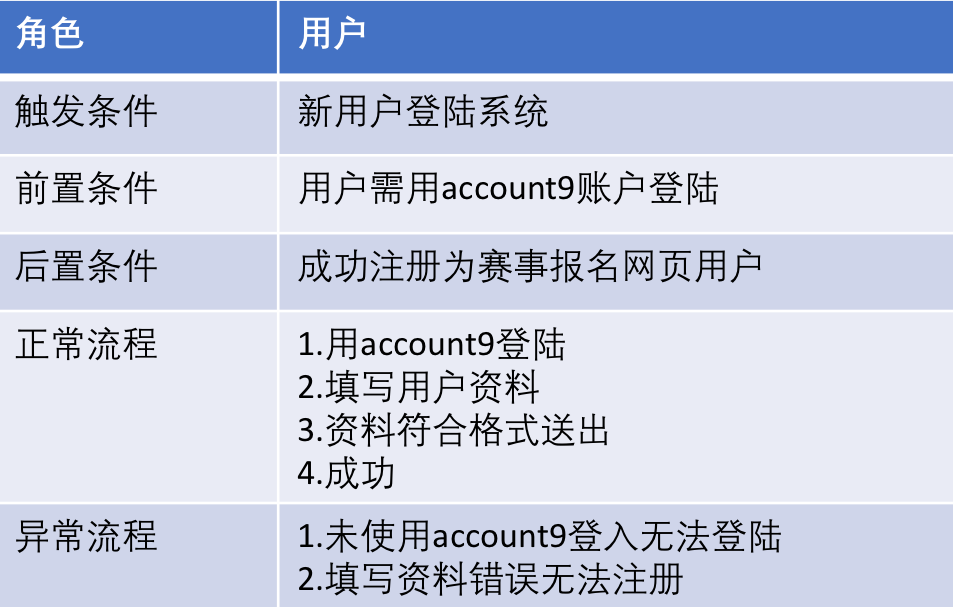 角色 用户
触发条件 新用户登陆系统
前置条件 用户需用account9账户登陆
后置条件 成功注册为赛事报名网页用户
正常流程 1.用account9登陆
2.填写用户资料
3.资料符合格式送出
4.成功
异常流程 1.未使用account9登入无法登陆
2.填写资料错误无法注册